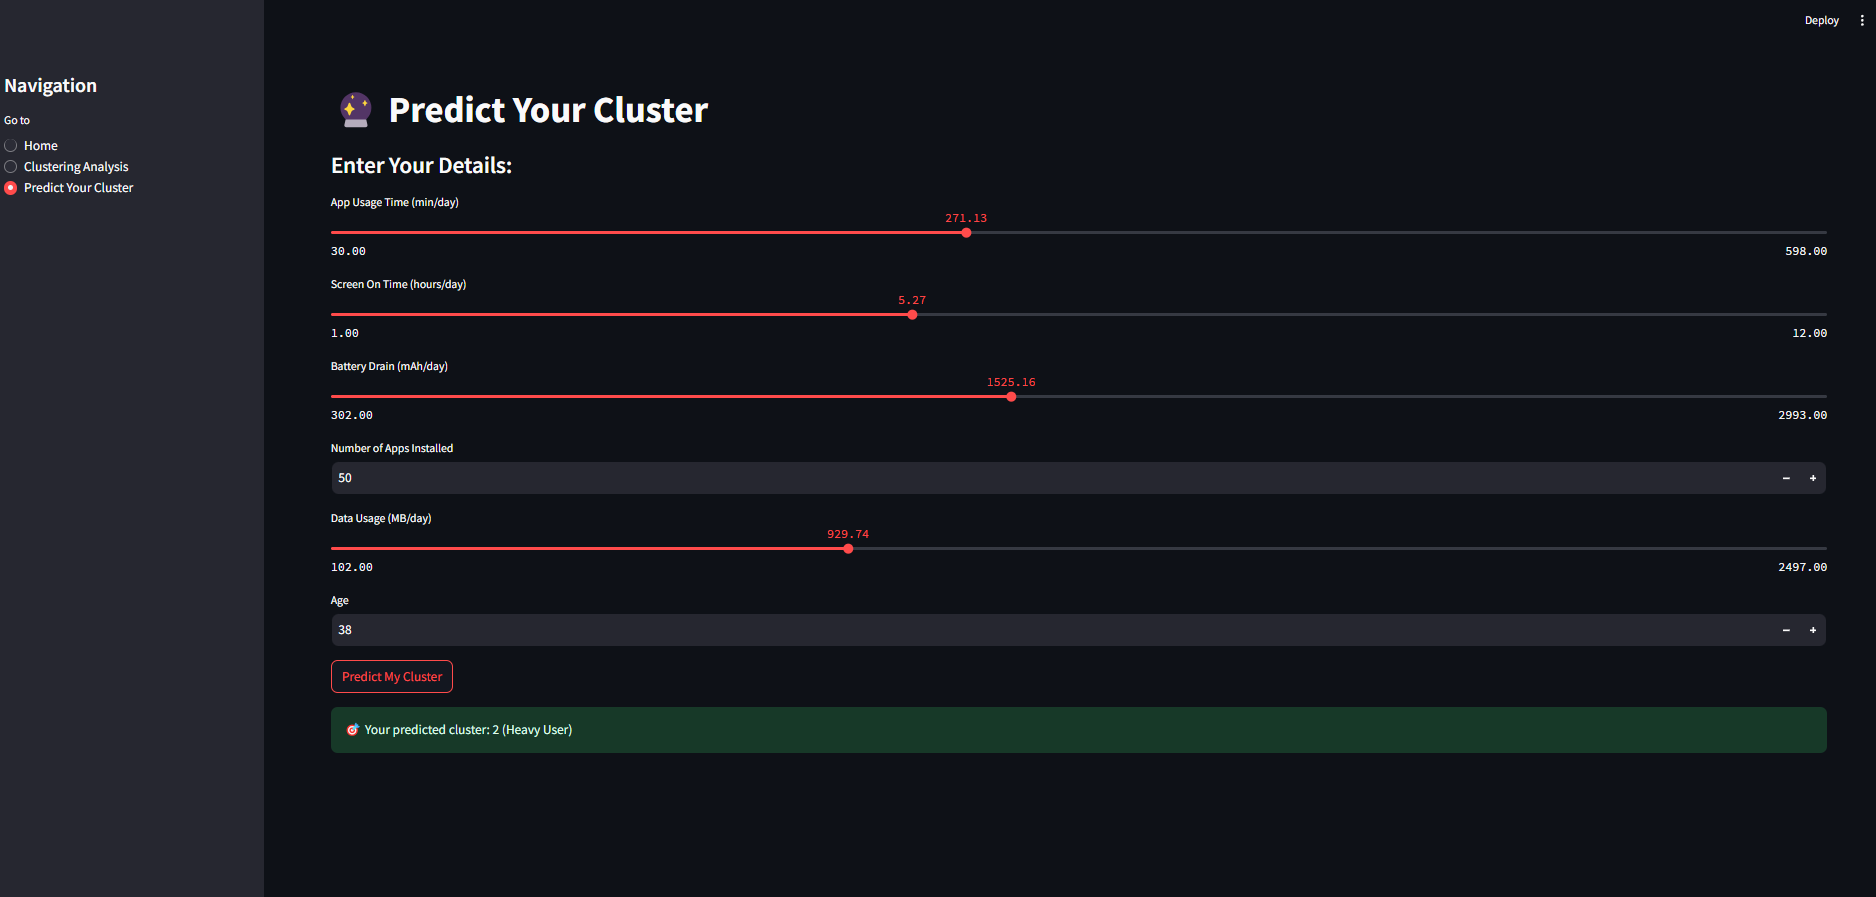 Deploy
Navigation
Go to
Home
Clustering Analysis
Predict Your Cluster
Predict Your Cluster
Enter Your Details:
App Usage Time (min/day)
271.13
30.00 598.00
Screen On Time (hours/day)
5.27
1.00 12.00
Battery Drain (mAh/day)
1525.16
302.00 2993.00
Number of Apps Installed
50
Data Usage (MB/day)
929.74
102.00 2497.00
Age
38
Predict My Cluster
Your predicted cluster: 2 (Heavy User)